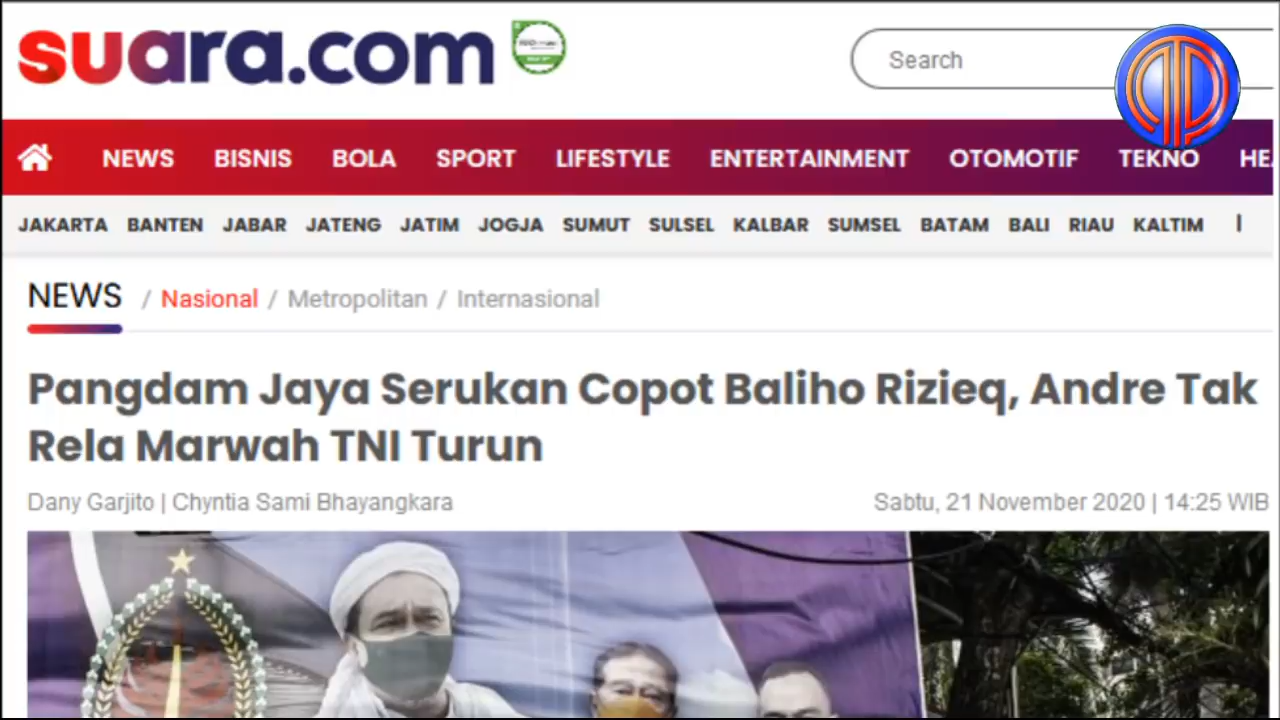 suara.com
Search
NEWS BISNIS BOLA SPORT LIFESTYLE ENTERTAINMENT OTOMOTIF TEKNO
JAKARTA BANTEN JABAR JATENG JATIM JOGJA SUMUT SULSEL KALBAR SUMSEL BATAM BALI RIAU KALTIM
NEWS / Nasional / Metropolitan / Internasional
Pangdam Jaya Serukan Copot Baliho Rizieq, Andre Tak
Rela Marwah TNI Turun
Dany Garjito | Chyntia Sami Bhayangkara Sabtu, 21 November 2020 | 14:25 WIB